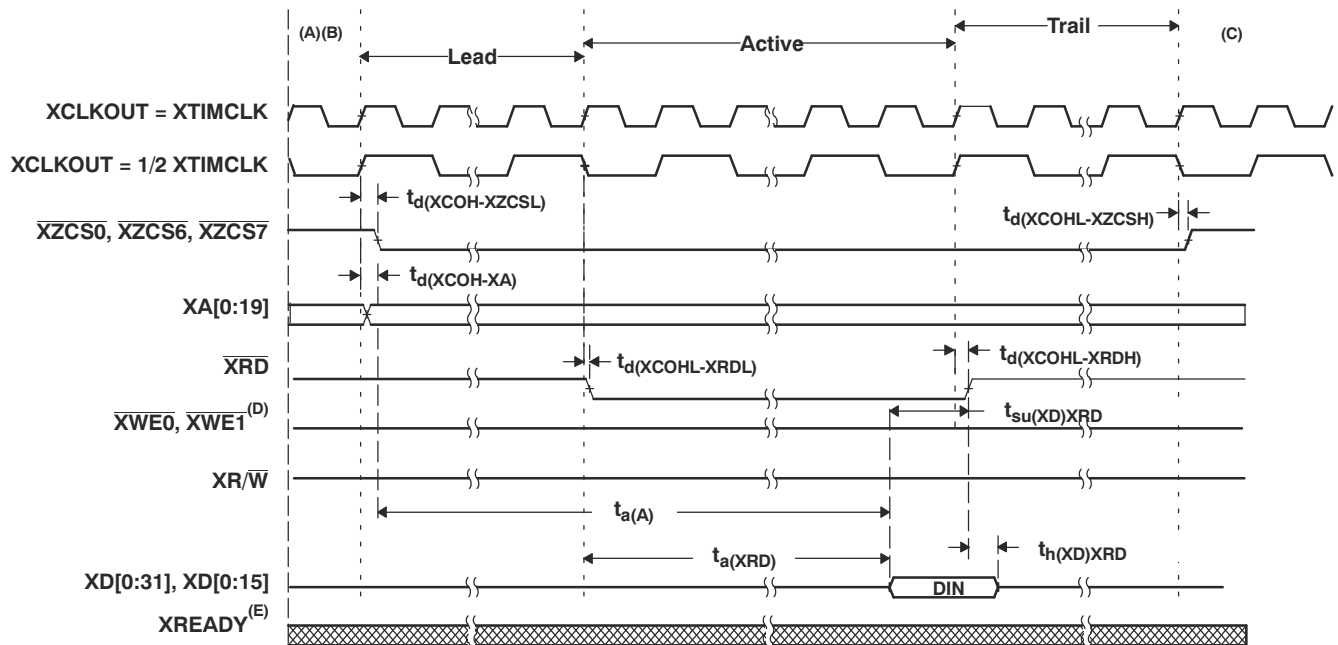 (A)(B)
Lead
Active
Trail
(C)
XCLKOUT = XTIMCLK
XCLKOUT = 1/2 XTIMCLK
td(XCOH-XZCSL)
td(XCOHL-XZCSH)
XZCS0, XZCS6, XZCS7
td(XCOH-XA)
XA[0:19]
XRD
td(XCOHL-XRDL)
td(XCOHL-XRDH)
tsu(XD)XRD
XWE0, XWE1(D)
XR/W
ta(A)
ta(XRD)
th(XD)XRD
XD[0:31], XD[0:15]
DIN
XREADY(E)